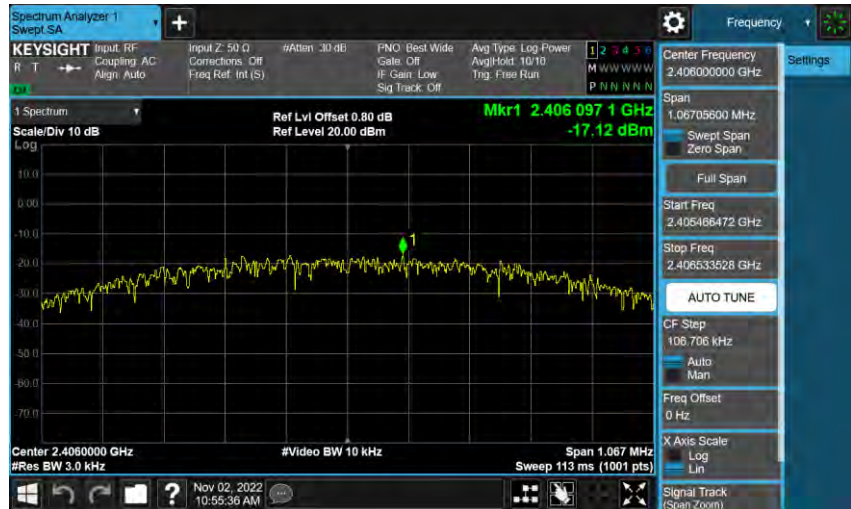 Spectrum Analyzer 1
Swept SA
+
Frequency
KEYSIGHT
R T
Input: RF
Coupling: AC
Align: Auto
Input Z: 50 Ω
Corrections: Off
Freq Ref: Int (S)
#Atten: 30 dB
PNO: Best Wide
Gate: Off
IF Gain: Low
Sig Track: Off
Avg Type: Log-Power
Avg|Hold: 10/10
Trig: Free Run
1 2 3 4 5 6
M W W W W W
P N N N N N
1 Spectrum
Scale/Div 10 dB
Ref Lvl Offset 0.80 dB
Ref Level 20.00 dBm
Mkr1 2.406 097 1 GHz
-17.12 dBm
Log
10.0
0.00
-10.0
-20.0
-30.0
-40.0
-50.0
-60.0
-70.0
1
Center 2.4060000 GHz
#Res BW 3.0 kHz
#Video BW 10 kHz
Span 1.067 MHz
Sweep 113 ms (1001 pts)
Center Frequency
2.406000000 GHz
Settings
Span
1.06705600 MHz
Swept Span
Zero Span
Full Span
Start Freq
2.405466472 GHz
Stop Freq
2.406533528 GHz
AUTO TUNE
CF Step
106.706 kHz
Auto
Man
Freq Offset
0 Hz
X Axis Scale
Log
Lin
Signal Track
(Span Zoom)
?
Nov 02, 2022
10:55:36 AM